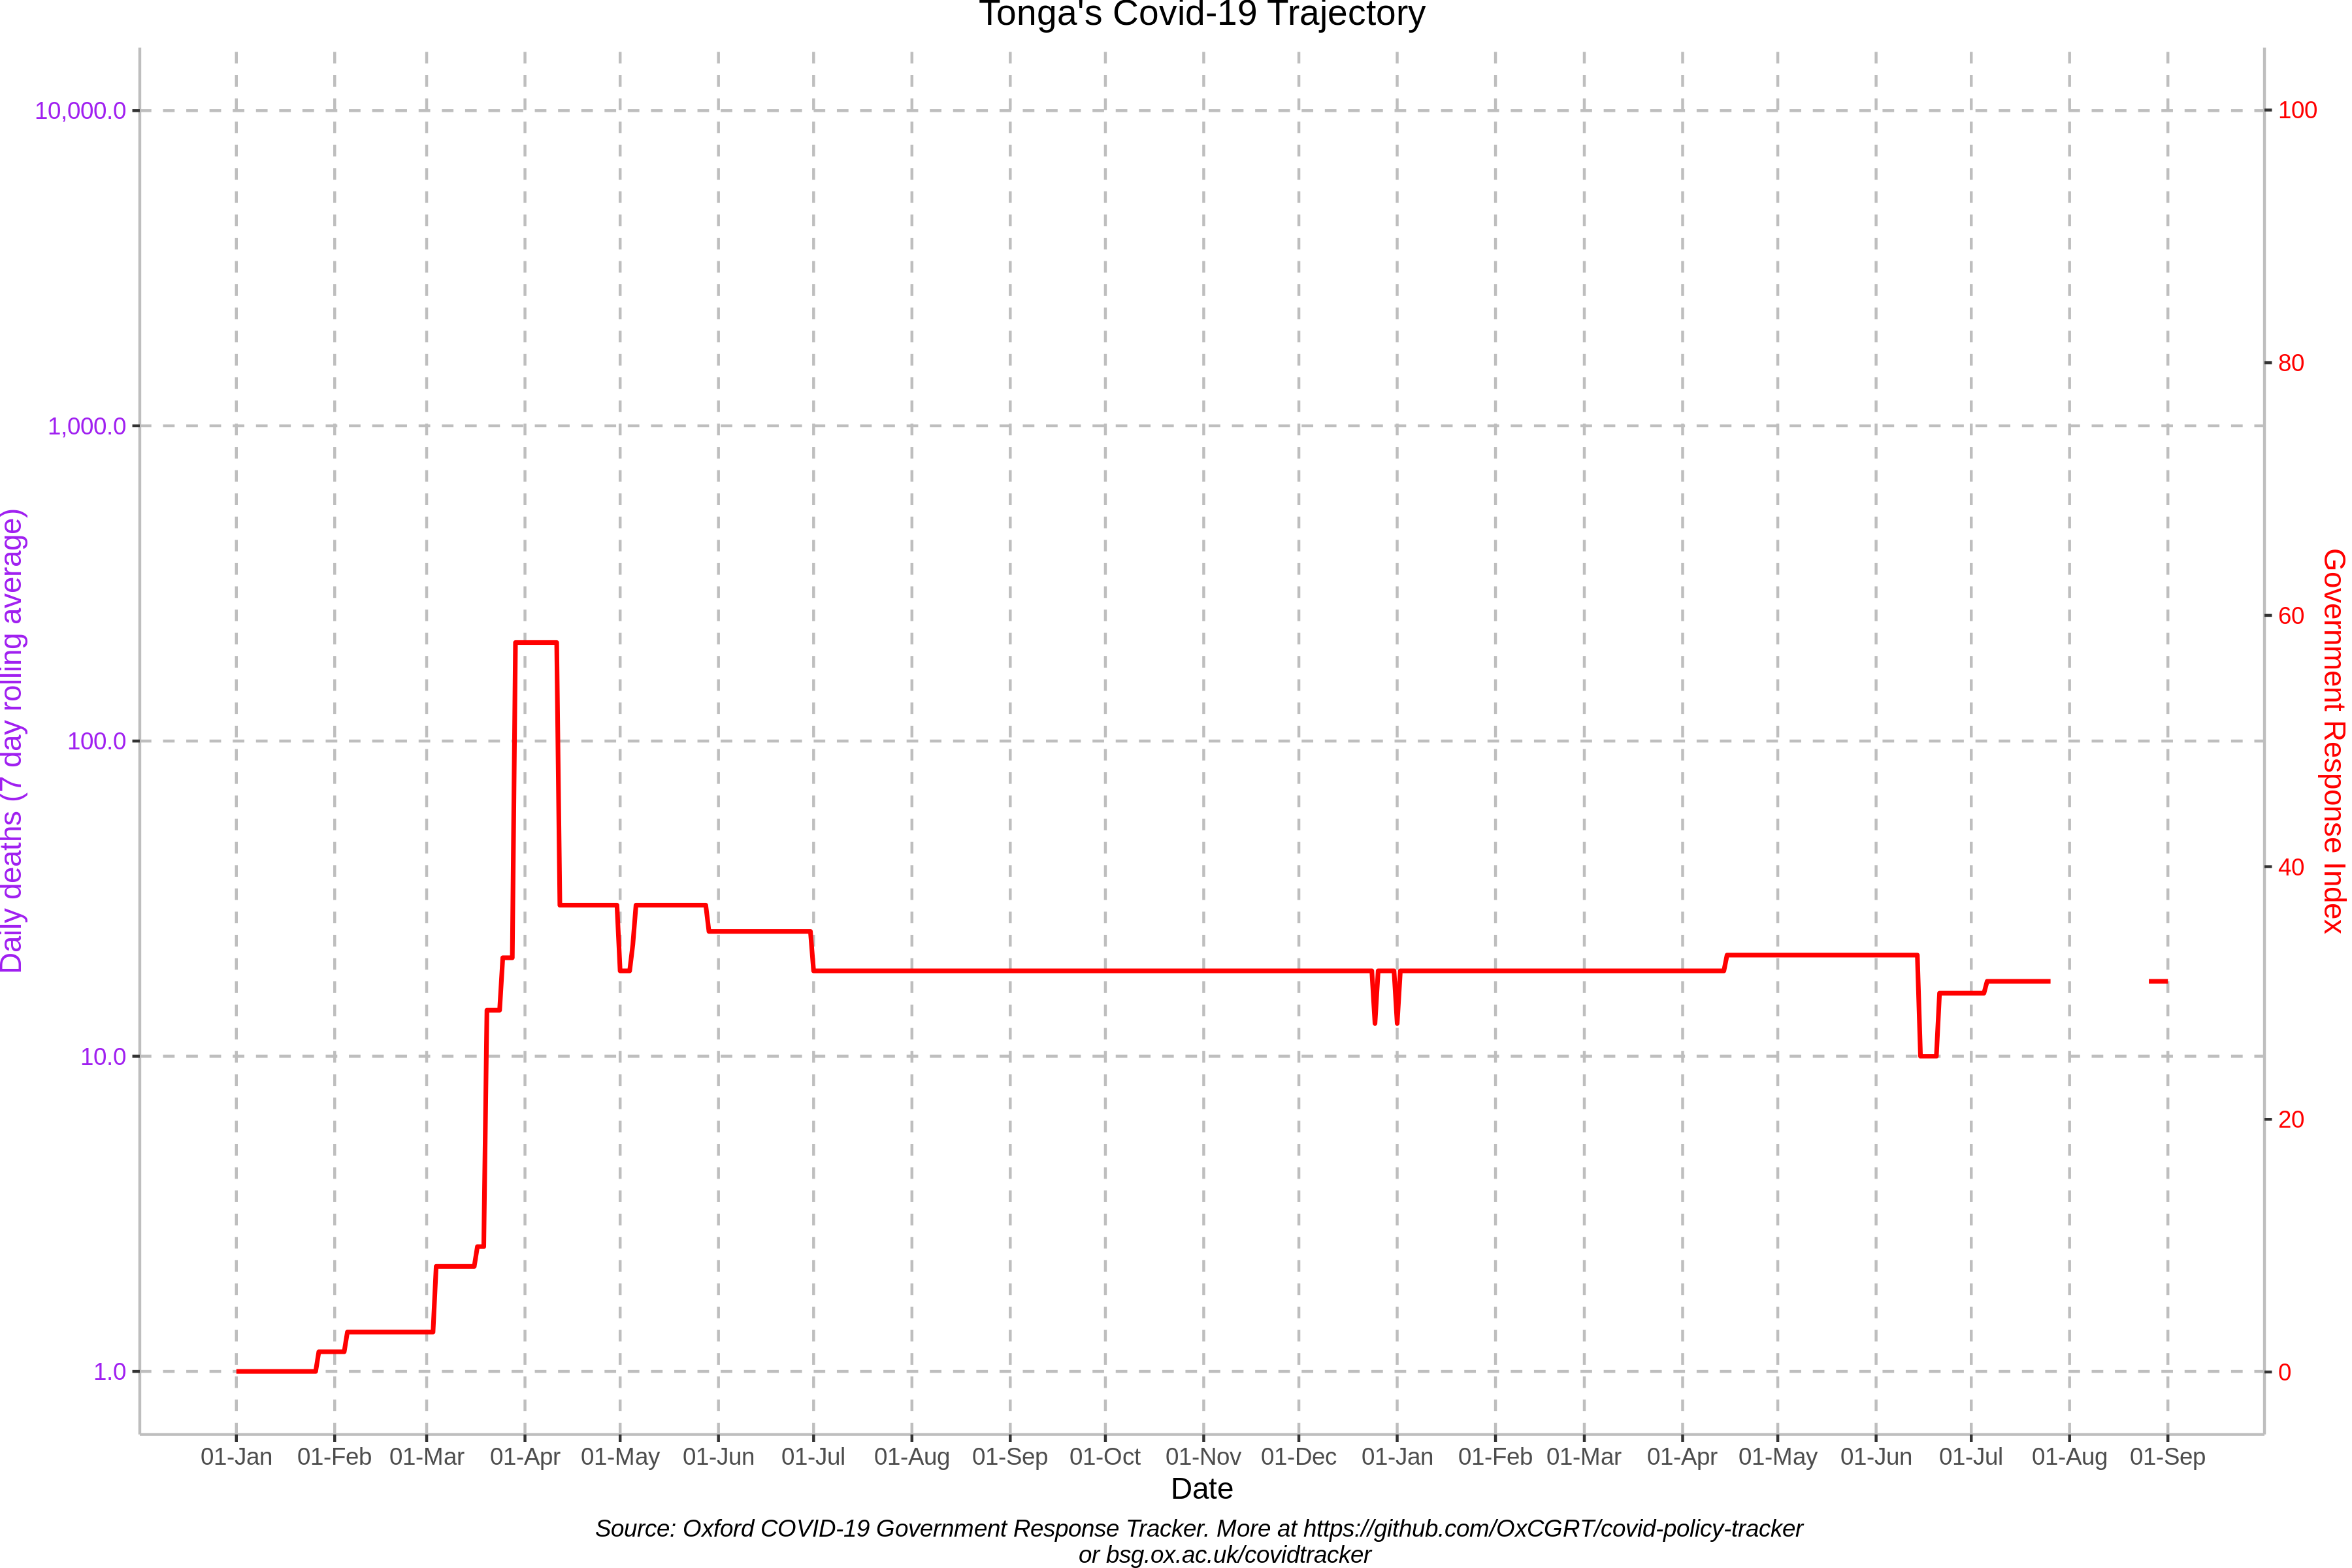 Tonga's Covid-19 Trajectory
10,000.0
1,000.0
100.0
10.0
1.0
Daily deaths (7 day rolling average)
100
80
60
40
20
0
Government Response Index
01-Jan 01-Feb 01-Mar 01-Apr 01-May 01-Jun 01-Jul 01-Aug 01-Sep 01-Oct 01-Nov 01-Dec 01-Jan 01-Feb 01-Mar 01-Apr 01-May 01-Jun 01-Jul 01-Aug 01-Sep
Date
Source: Oxford COVID-19 Government Response Tracker. More at https://github.com/OxCGRT/covid-policy-tracker
or bsg.ox.ac.uk/covidtracker